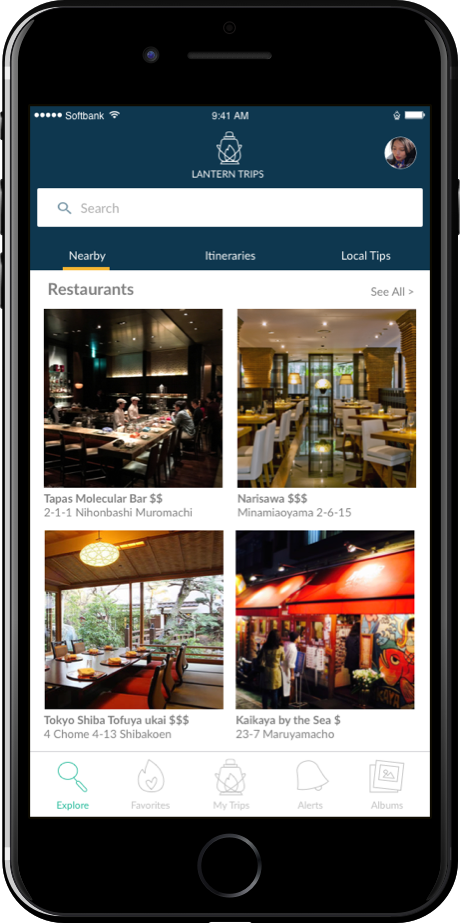 Softbank
9:41 AM
LANTERN TRIPS
Search
Nearby
Itineraries
Local Tips
Restaurants
See All >
Tapas Molecular Bar $$
2-1-1 Nihonbashi Muromachi
Narisawa $$$
Minamiaoyama 2-6-15
Tokyo Shiba Tofuya ukai $$$
4 Chome 4-13 Shibakoen
Kaikaya by the Sea $
23-7 Maruyamacho
Explore
Favorites
My Trips
Alerts
Albums